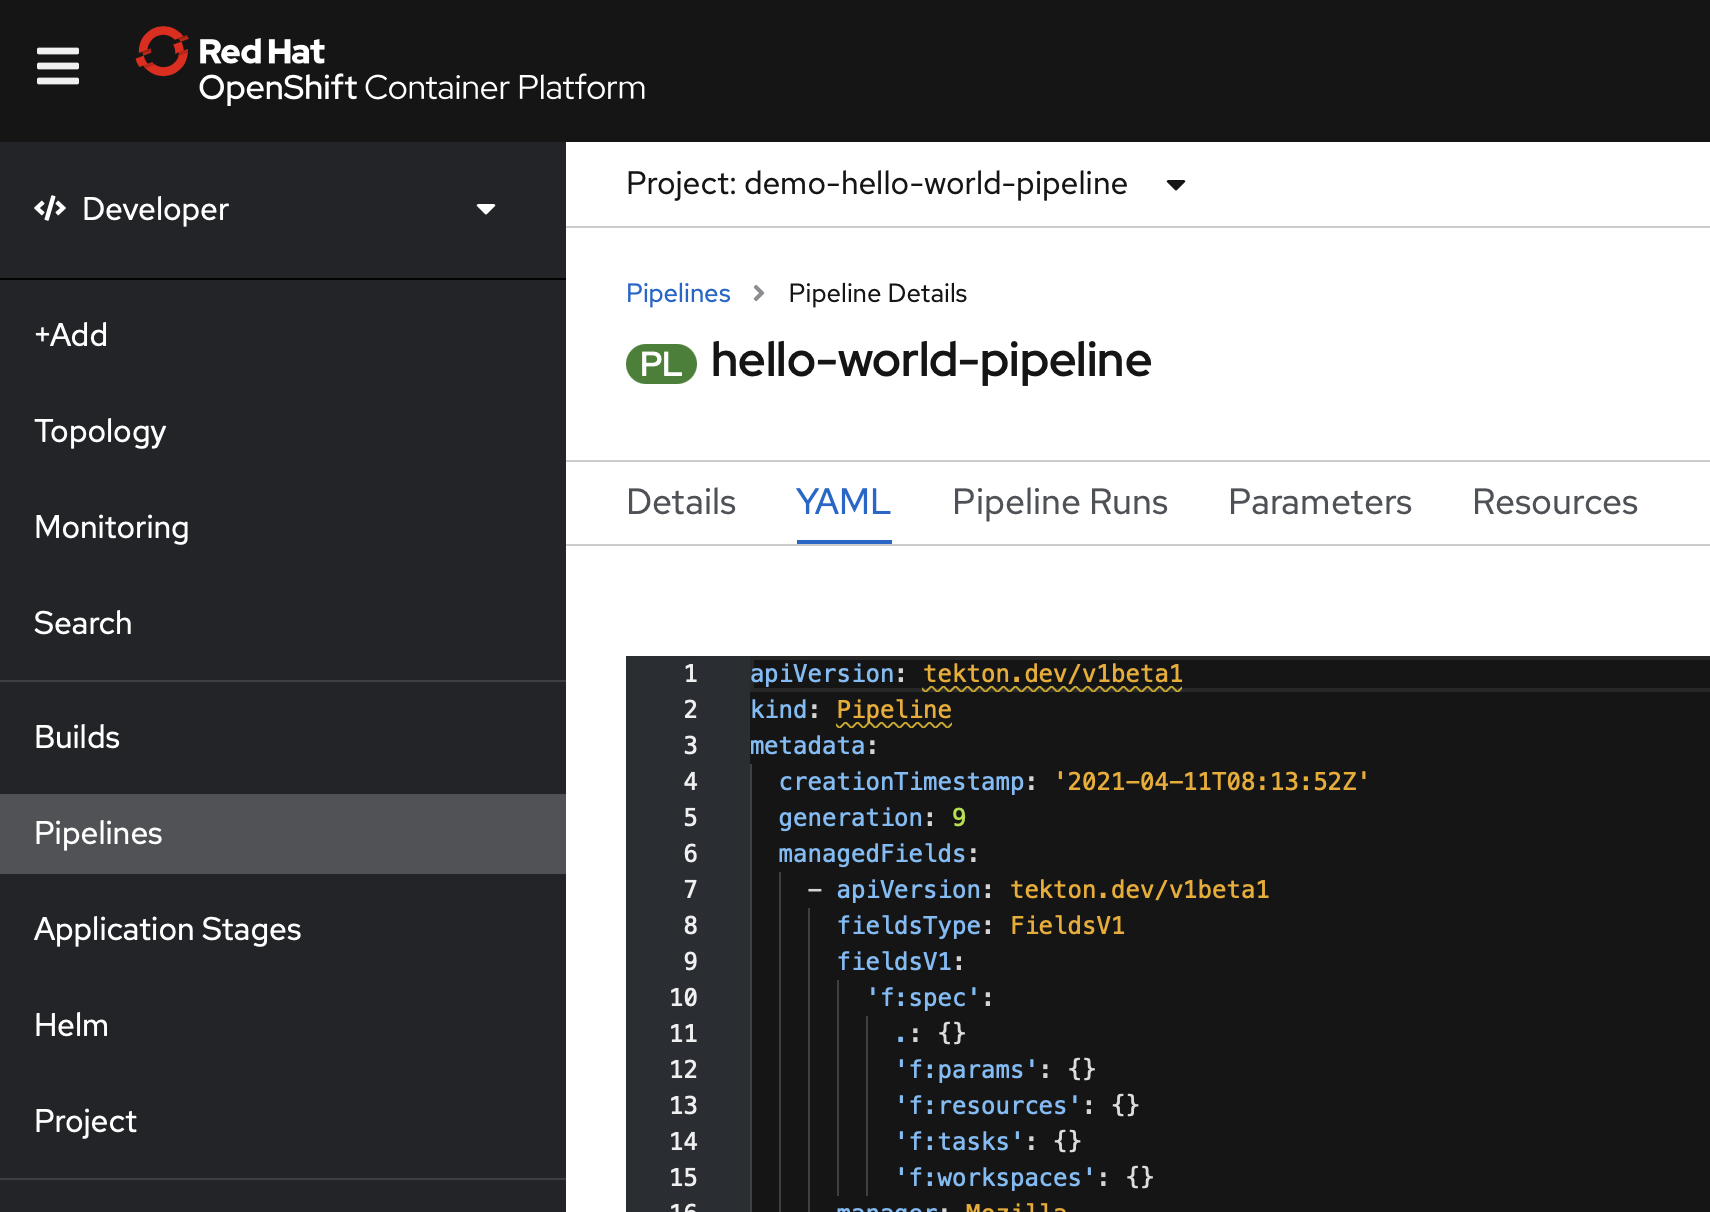 Red Hat
OpenShift Container Platform
Developer
+Add
Topology
Monitoring
Search
Builds
Pipelines
Application Stages
Helm
Project
Project: demo-hello-world-pipeline
Pipelines > Pipeline Details
PL hello-world-pipeline
Details YAML Pipeline Runs Parameters Resources
1 apiVersion: tekton.dev/v1beta1
2 kind: Pipeline
3 metadata:
4 creationTimestamp: '2021-04-11T08:13:52Z'
5 generation: 9
6 managedFields:
7 - apiVersion: tekton.dev/v1beta1
8 fieldsType: FieldsV1
9 fieldsV1:
10 'f:spec':
11 .: {}
12 'f:params': {}
13 'f:resources': {}
14 'f:tasks': {}
15 'f:workspaces': {}
16 manager: Mozilla